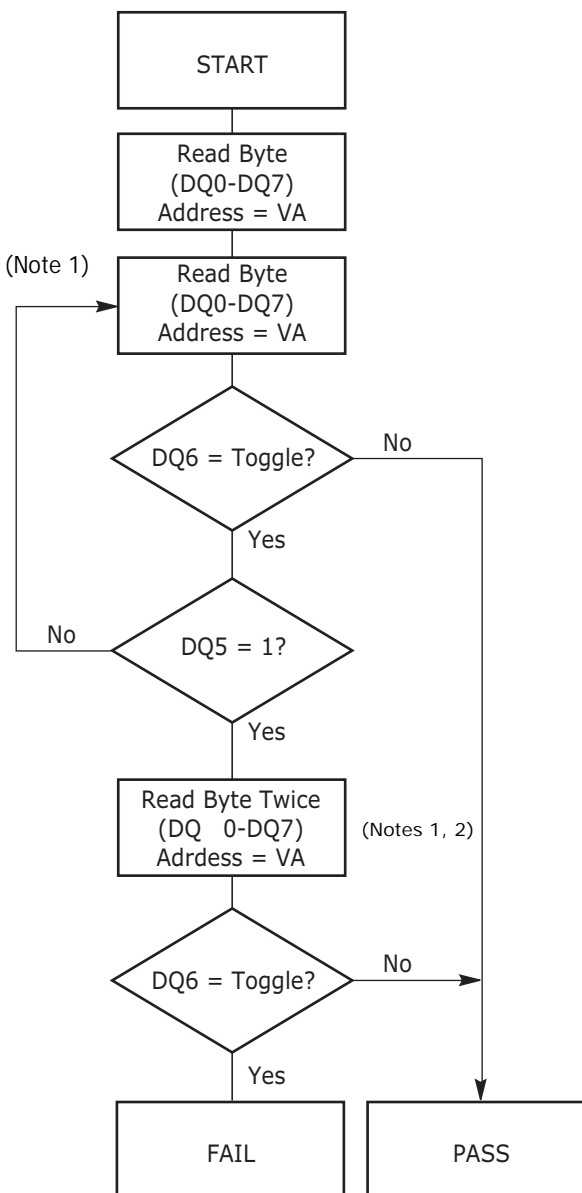 START
Read Byte
(DQ0-DQ7)
Address = VA
(Note 1)
Read Byte
(DQ0-DQ7)
Address = VA
DQ6 = Toggle?
No
Yes
No
DQ5 = 1?
Yes
Read Byte Twice
(DQ 0-DQ7)
Adrdess = VA
(Notes 1, 2)
DQ6 = Toggle?
No
Yes
FAIL
PASS